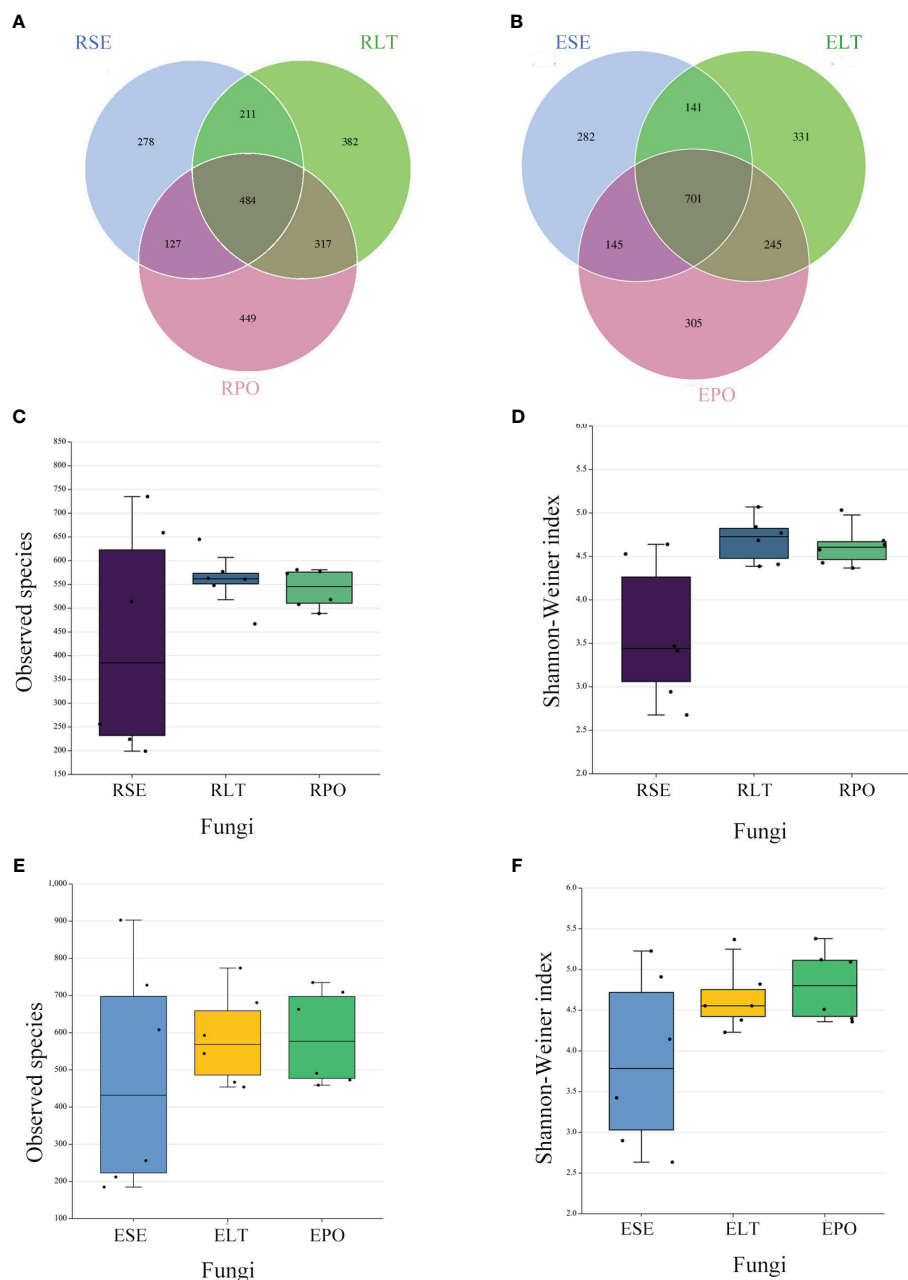 A
B
RSE
RLT
ESE
ELT
211
278
382
484
127
317
449
RPO
141
282
331
701
145
245
305
EPO
C
D
850
800
750
700
650
600
550
500
450
400
350
300
250
200
150
Observed species
RSE
RLT
RPO
Fungi
6.0
5.5
5.0
4.5
4.0
3.5
3.0
2.5
2.0
Shannon-Weiner index
RSE
RLT
RPO
Fungi
E
F
1,000
900
800
700
600
500
400
300
200
100
Observed species
ESE
ELT
EPO
Fungi
6.0
5.5
5.0
4.5
4.0
3.5
3.0
2.5
2.0
Shannon-Weiner index
ESE
ELT
EPO
Fungi